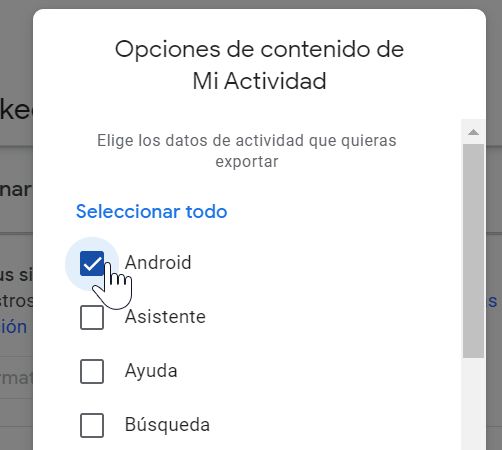 Opciones de contenido de
Mi Actividad
Elige los datos de actividad que quieras
exportar
Seleccionar todo
Android
Asistente
Ayuda
Búsqueda